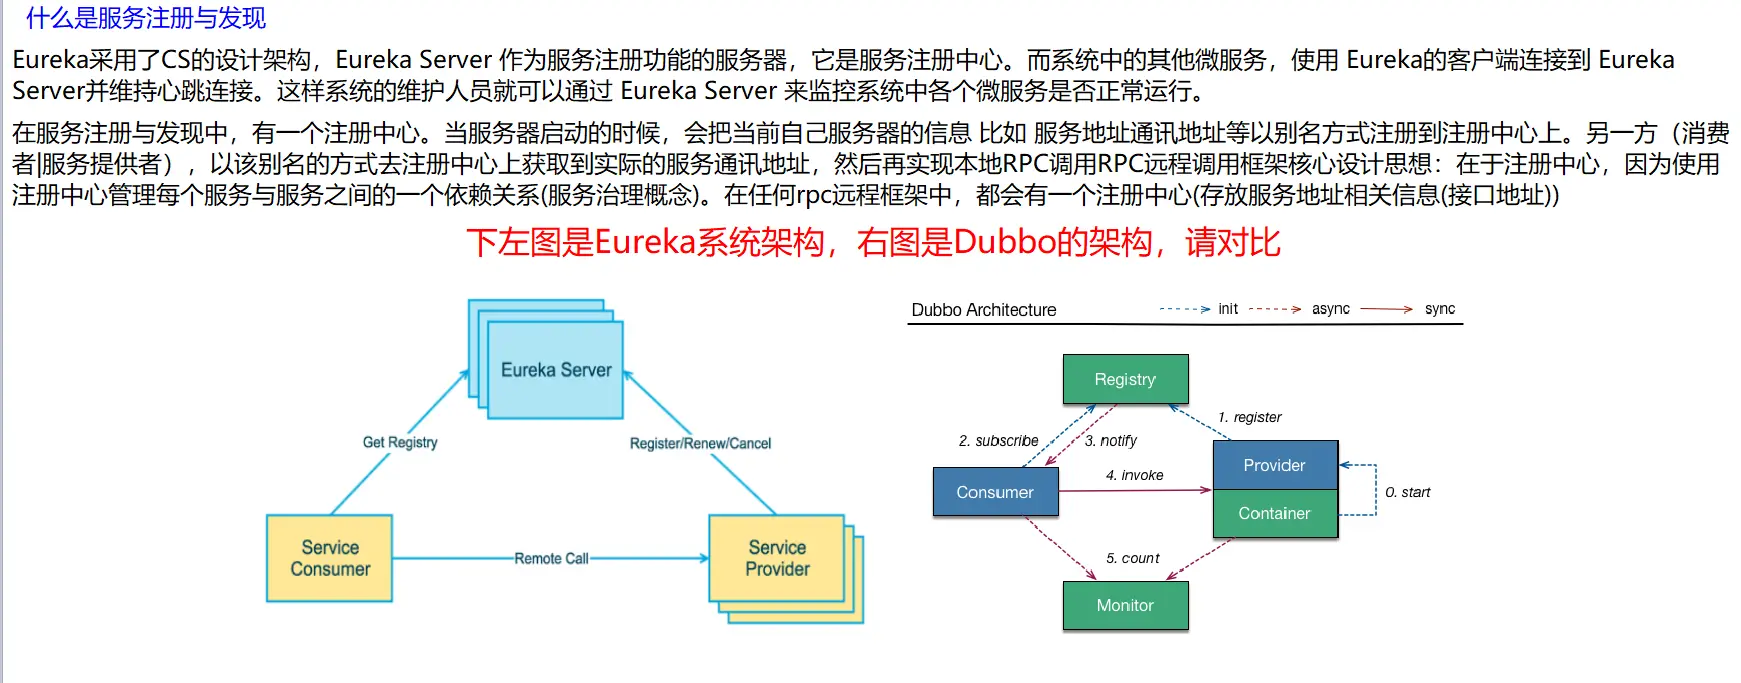 什么是服务注册与发现
Eureka采用了CS的设计架构，Eureka Server 作为服务注册功能的服务器，它是服务注册中心。而系统中的其他微服务，使用 Eureka的客户端连接到 Eureka
Server并维持心跳连接。这样系统的维护人员就可以通过 Eureka Server 来监控系统中各个微服务是否正常运行。
在服务注册与发现中，有一个注册中心。当服务器启动的时候，会把当前自己服务器的信息 比如 服务地址通讯地址等以别名方式注册到注册中心上。另一方（消费
者|服务提供者），以该别名的方式去注册中心上获取到实际的服务通讯地址，然后再实现本地RPC调用RPC远程调用框架核心设计思想：在于注册中心，因为使用
注册中心管理每个服务与服务之间的一个依赖关系(服务治理概念)。在任何rpc远程框架中，都会有一个注册中心(存放服务地址相关信息(接口地址))
下左图是Eureka系统架构，右图是Dubbo的架构，请对比
Eureka Server
Get Registry
Register/Renew/Cancel
Service
Consumer
Remote Call
Service
Provider
Dubbo Architecture
init
async
sync
Registry
1. register
2. subscribe
3. notify
Provider
4. invoke
Consumer
0. start
Container
5. count
Monitor